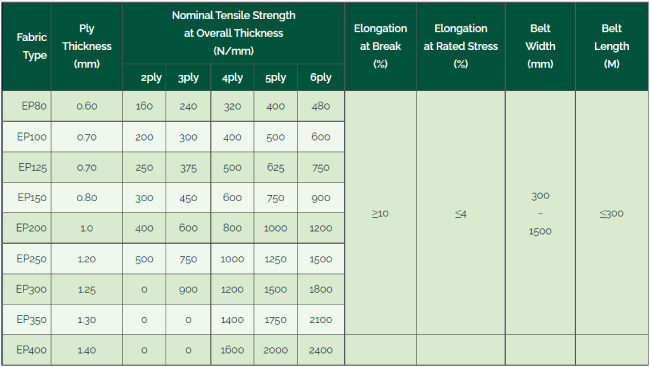 Fabric Type | Ply Thickness (mm) | Nominal Tensile Strength at Overall Thickness (N/mm) | Elongation at Break (%) | Elongation at Rated Stress (%) | Belt Width (mm) | Belt Length (M)
2ply 3ply 4ply 5ply 6ply
EP80 0.60 160 240 320 400 480
EP100 0.70 200 300 400 500 600
EP125 0.70 250 375 500 625 750
EP150 0.80 300 450 600 750 900
EP200 1.0 400 600 800 1000 1200
≥10 ≤4 300 – 1500 ≤300
EP250 1.20 500 750 1000 1250 1500
EP300 1.25 0 900 1200 1500 1800
EP350 1.30 0 0 1400 1750 2100
EP400 1.40 0 0 1600 2000 2400